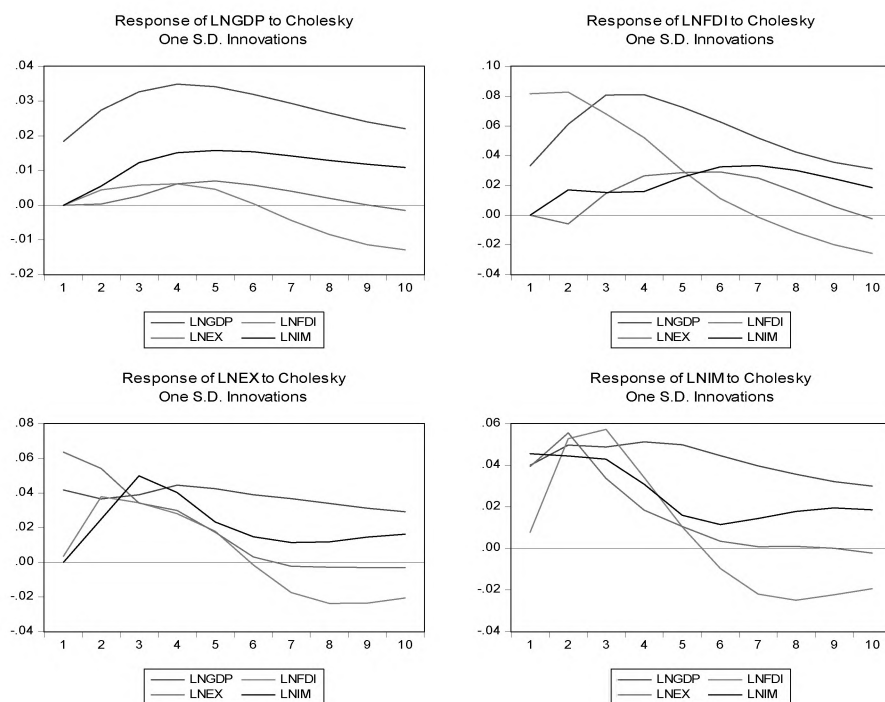 Response of LNGDP to Cholesky
One S.D. Innovations
.04
.03
.02
.01
.00
-.01
-.02
1 2 3 4 5 6 7 8 9 10
LNGDP LNFDI
LNEX LNIM
Response of LNFDI to Cholesky
One S.D. Innovations
.10
.08
.06
.04
.02
.00
-.02
-.04
1 2 3 4 5 6 7 8 9 10
LNGDP LNFDI
LNEX LNIM
Response of LNEX to Cholesky
One S.D. Innovations
.08
.06
.04
.02
.00
-.02
-.04
1 2 3 4 5 6 7 8 9 10
LNGDP LNFDI
LNEX LNIM
Response of LNIM to Cholesky
One S.D. Innovations
.06
.04
.02
.00
-.02
-.04
1 2 3 4 5 6 7 8 9 10
LNGDP LNFDI
LNEX LNIM